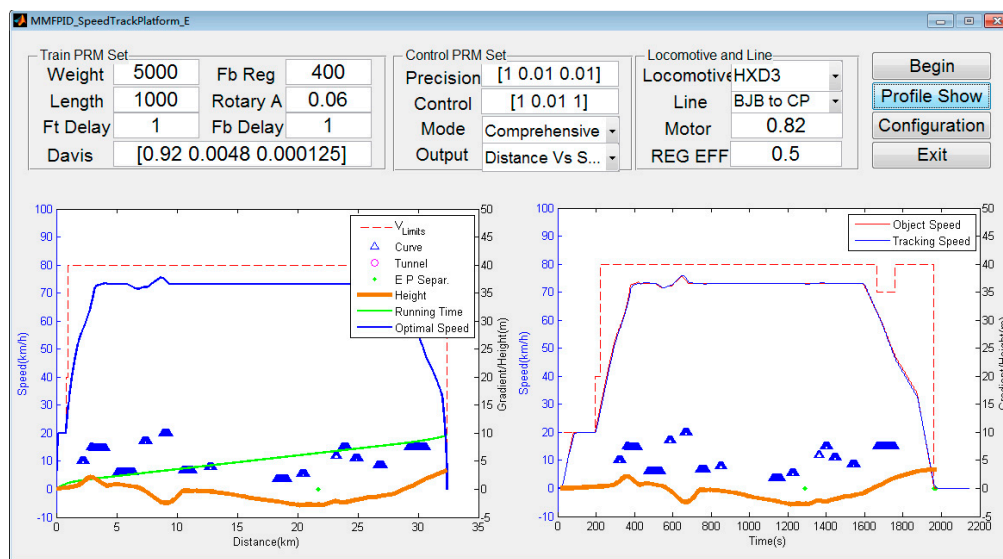 MMFPID_SpeedTrackPlatform_E
Train PRM Set
Weight 5000 Fb Reg 400
Length 1000 Rotary A 0.06
Ft Delay 1 Fb Delay 1
Davis [0.92 0.0048 0.000125]
Control PRM Set
Precision [1 0.01 0.01]
Control [1 0.01 1]
Mode Comprehensive
Output Distance Vs S...
Locomotive and Line
Locomotive HXD3
Line BJB to CP
Motor 0.82
REG EFF 0.5
Begin
Profile Show
Configuration
Exit
100 90 80 70 60 50 40 30 20 10 0 -10
Speed(km/h)
50 45 40 35 30 25 20 15 10 5 0 -5
Gradient/Height(m)
V Limits
Curve
Tunnel
E P Separ.
Height
Running Time
Optimal Speed
0 5 10 15 20 25 30 35
Distance(km)
100 90 80 70 60 50 40 30 20 10 0 -10
Speed(km/h)
50 45 40 35 30 25 20 15 10 5 0 -5
Gradient/Height(m)
Object Speed
Tracking Speed
0 200 400 600 800 1000 1200 1400 1600 1800 2000 2200
Time(s)